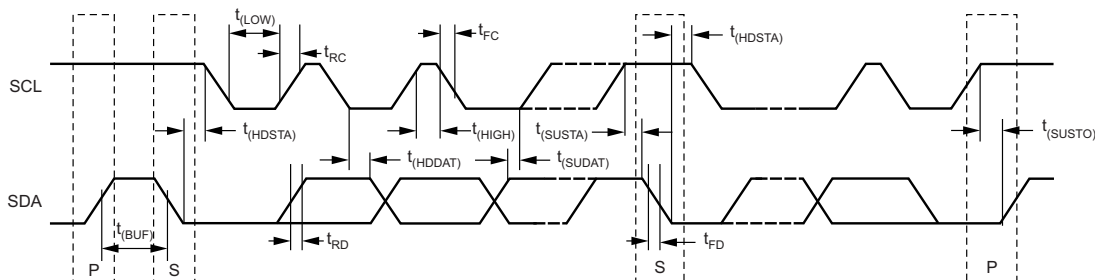 t(LOW)
tRC
tFC
t(HDSTA)
SCL
t(HDSTA)
t(HIGH)
t(SUSTA)
t(SUSTO)
t(HDDAT)
t(SUDAT)
SDA
t(BUF)
tRD
tFD
P
S
S
P